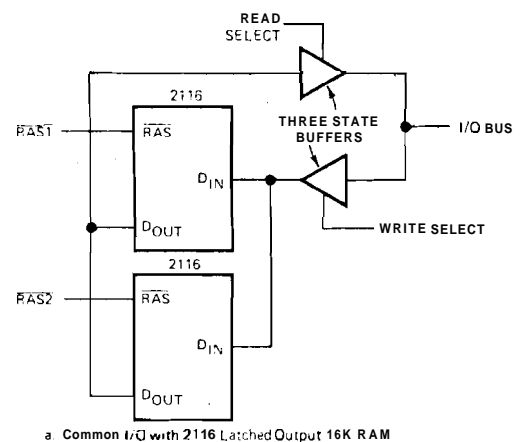 READ
SELECT
2116
THREE STATE
BUFFERS
I/O BUS
RAS1
RAS
DIN
DOUT
WRITE SELECT
2116
RAS2
RAS
DIN
DOUT
a. Common I/O with 2116 Latched Output 16K RAM